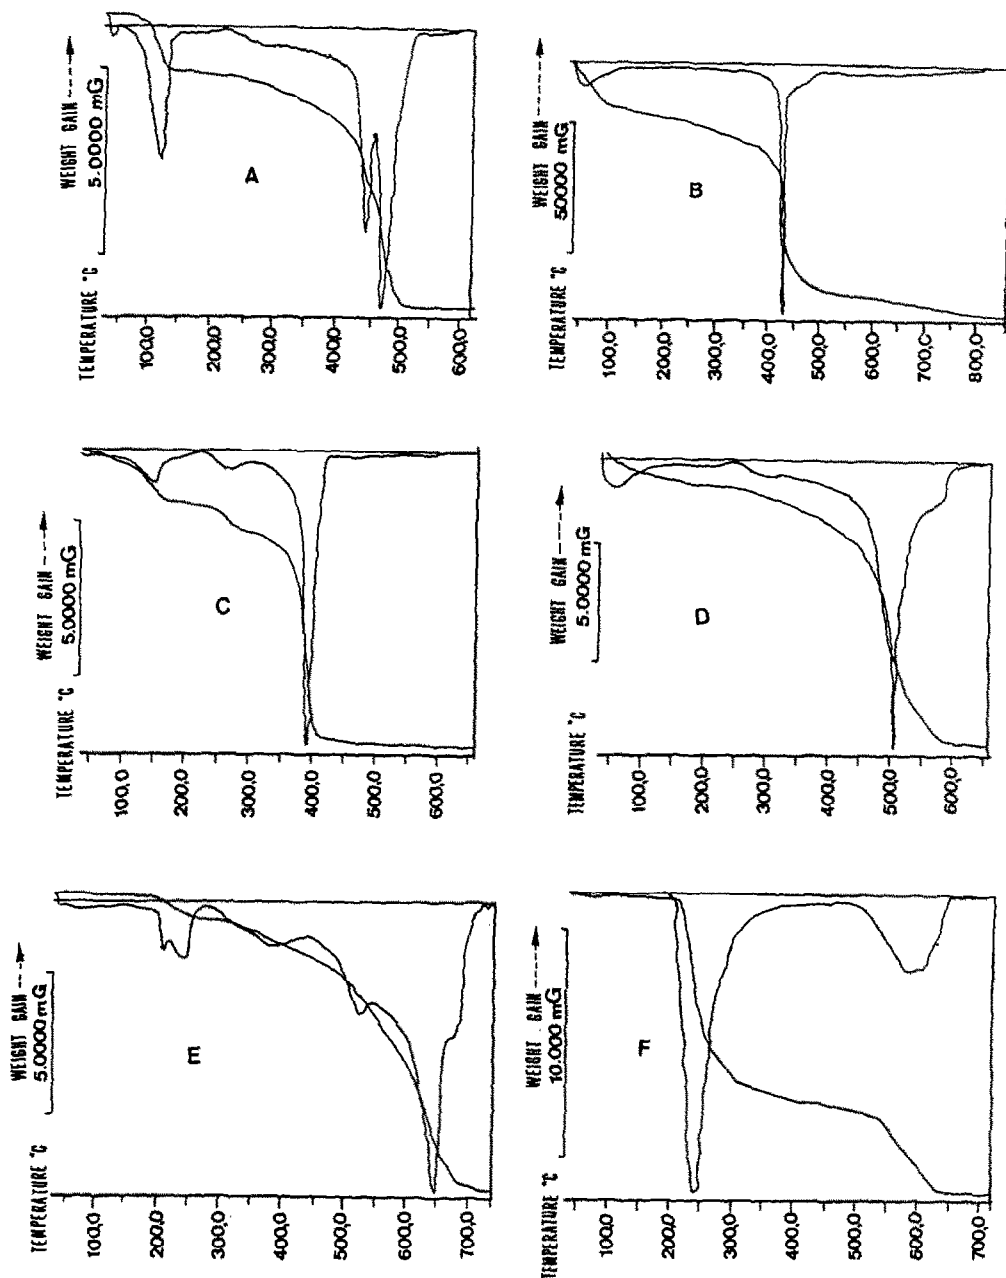 WEIGHT GAIN
5.0000 mG
A
TEMPERATURE °C
100,0
200,0
300,0
400,0
500,0
600,0
WEIGHT GAIN
50000 mG
B
TEMPERATURE °C
100,0
200,0
300,0
400,0
500,0
600,0
700,0
800,0
WEIGHT GAIN
5.0000 mG
C
TEMPERATURE °C
100,0
200,0
300,0
400,0
500,0
600,0
WEIGHT GAIN
5.0000 mG
D
TEMPERATURE °C
100,0
200,0
300,0
400,0
500,0
600,0
WEIGHT GAIN
5.0000 mG
E
TEMPERATURE °C
100,0
200,0
300,0
400,0
500,0
600,0
700,0
WEIGHT GAIN
10.000 mG
F
TEMPERATURE °C
100,0
200,0
300,0
400,0
500,0
600,0
700,0